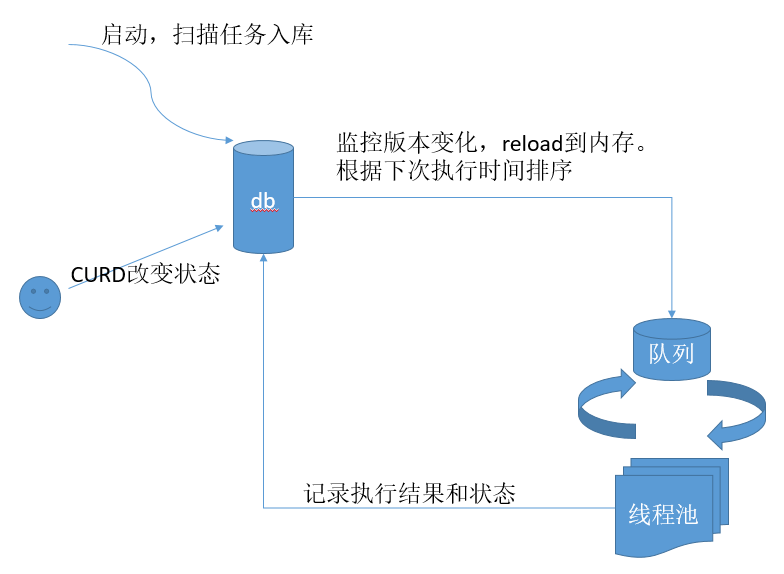 启动，扫描任务入库
监控版本变化，reload到内存。
根据下次执行时间排序
db
CURD改变状态
队列
记录执行结果和状态
线程池